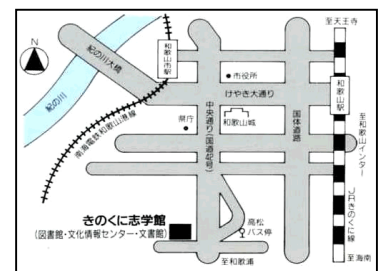 至天王寺
N
紀の川大橋
和歌山市駅
市役所
けやき大通り
和歌山駅
紀の川
県庁
和歌山城
中央通り(国道42号)
国体道路
至和歌山インター
南海電鉄和歌山港線
きのくに志学館
(図書館・文化情報センター・文書館)
高松
バス停
JRきのくに線
至和歌浦
至海南